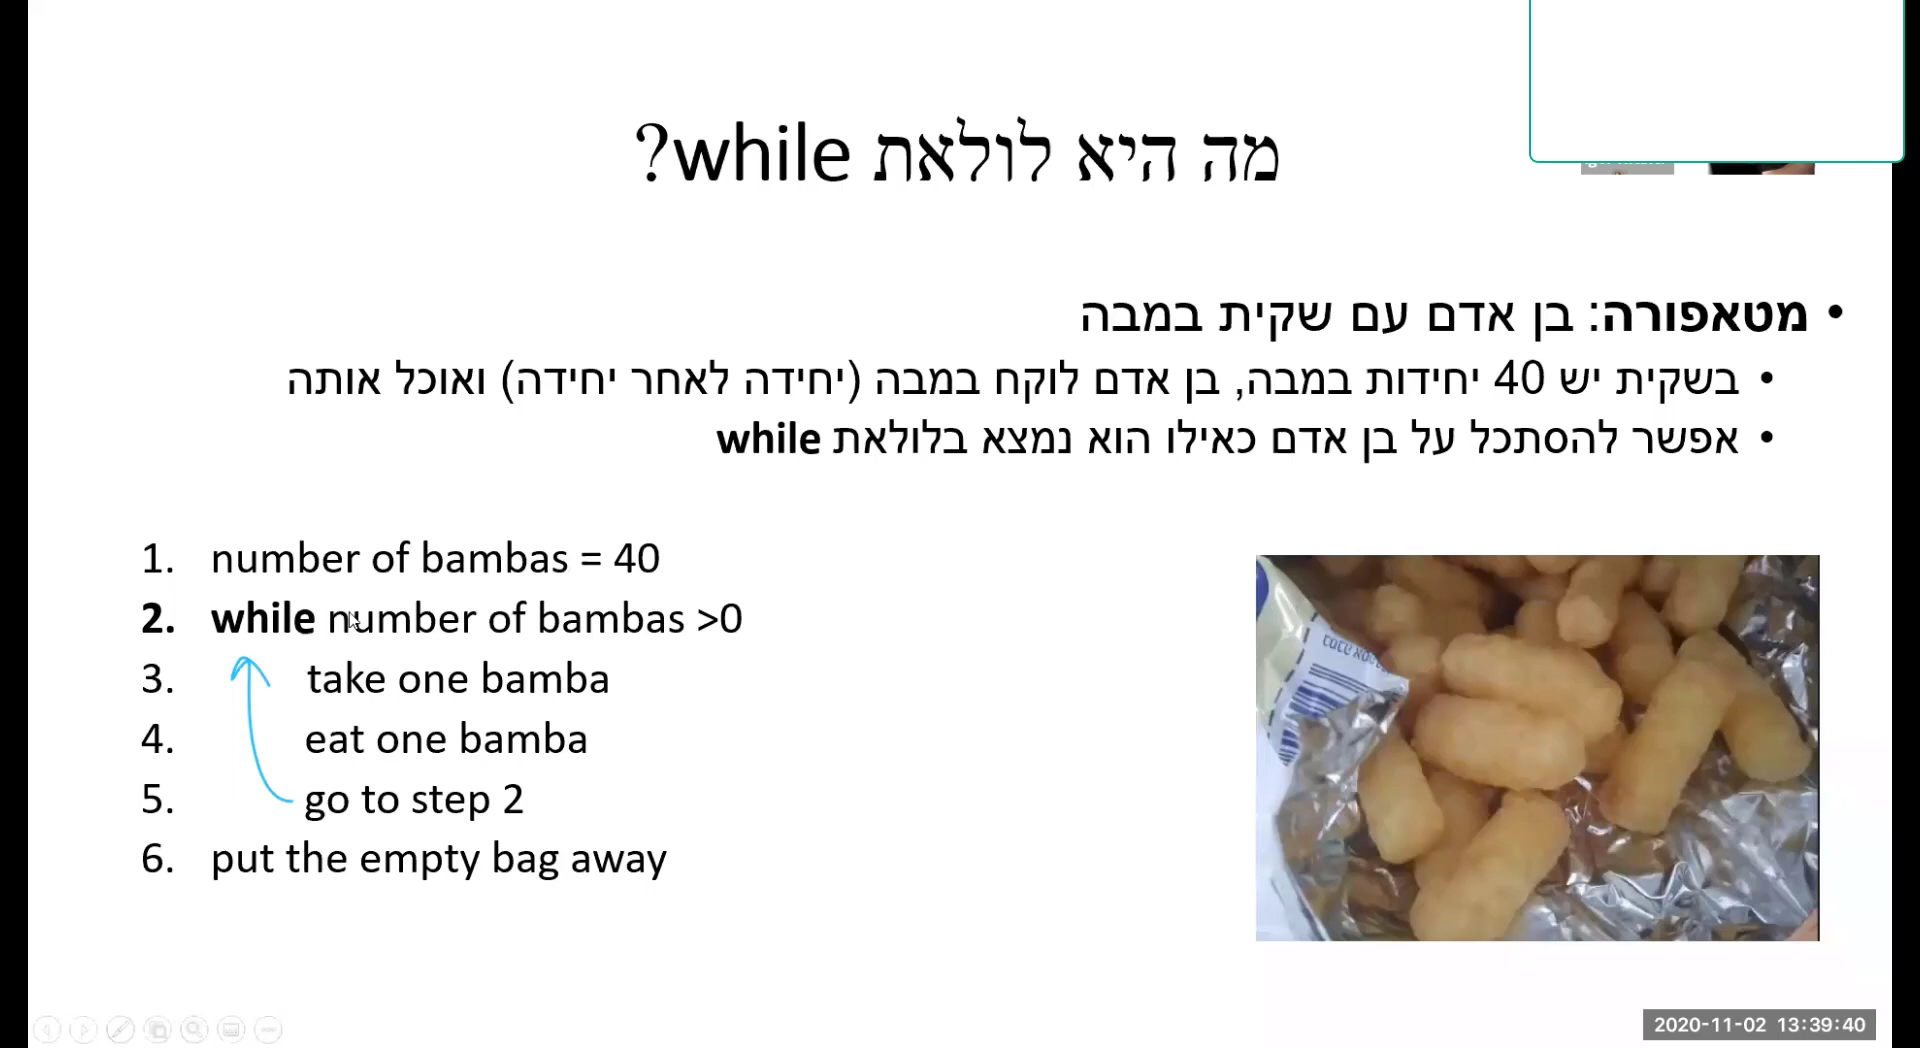 מה היא לולאת while?
• מטאפורה: בן אדם עם שקית במבה
• בשקית יש 40 יחידות במבה, בן אדם לוקח במבה (יחידה לאחר יחידה) ואוכל אותה
• אפשר להסתכל על בן אדם כאילו הוא נמצא בלולאת while
1. number of bambas = 40
2. while number of bambas >0
3. take one bamba
4. eat one bamba
5. go to step 2
6. put the empty bag away
2020-11-02 13:39:40